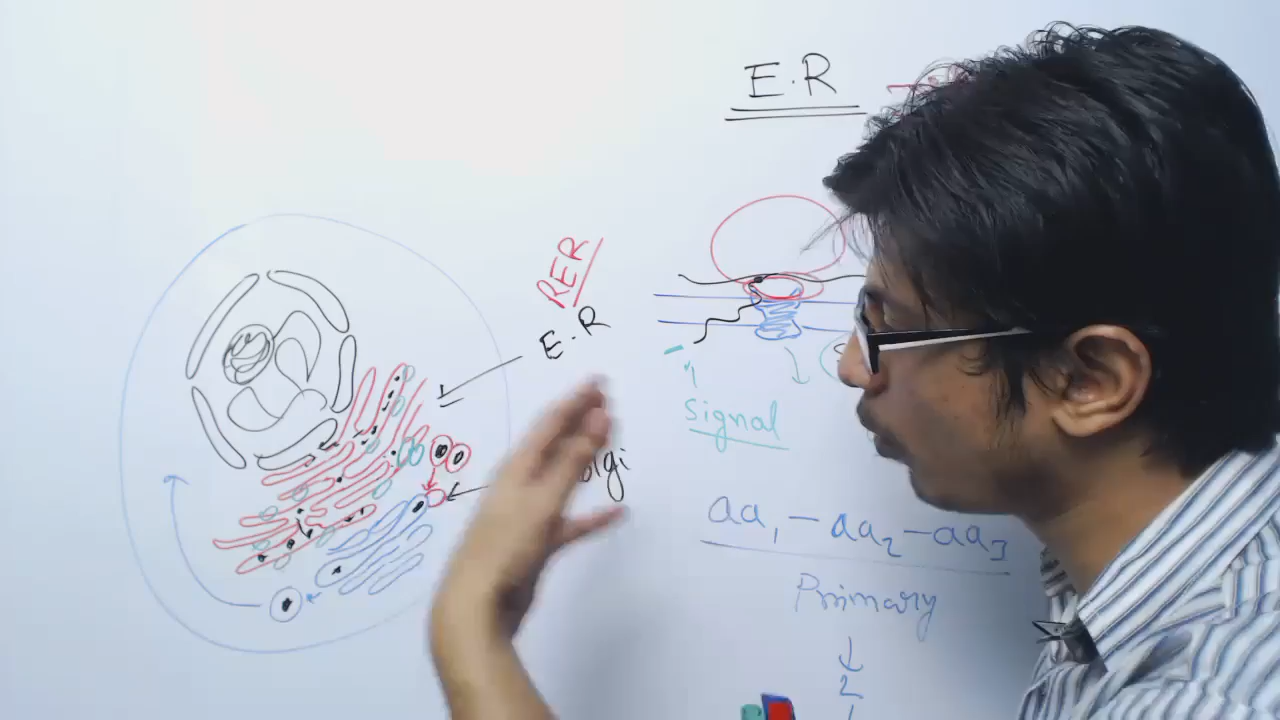 E.R
RER
E.R
signal
aa₁ – aa₂ – aa₃
Primary
2